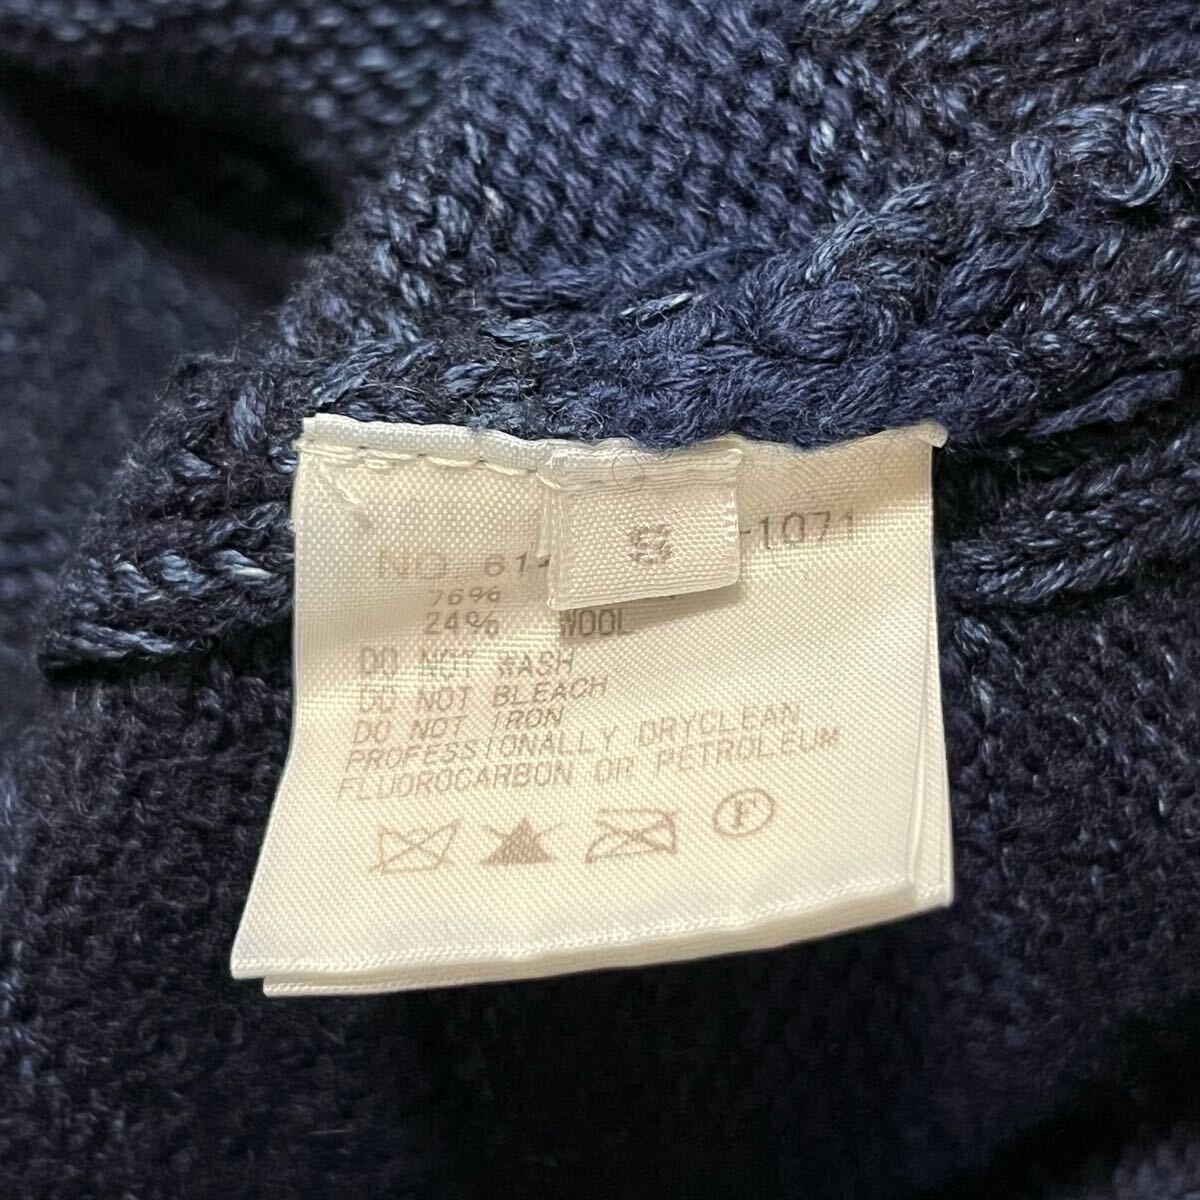 S
NO. 614 -1071
76%
24% WOOL
DO NOT WASH
DO NOT BLEACH
DO NOT IRON
PROFESSIONALLY DRYCLEAN
FLUOROCARBON OR PETROLEUM
F